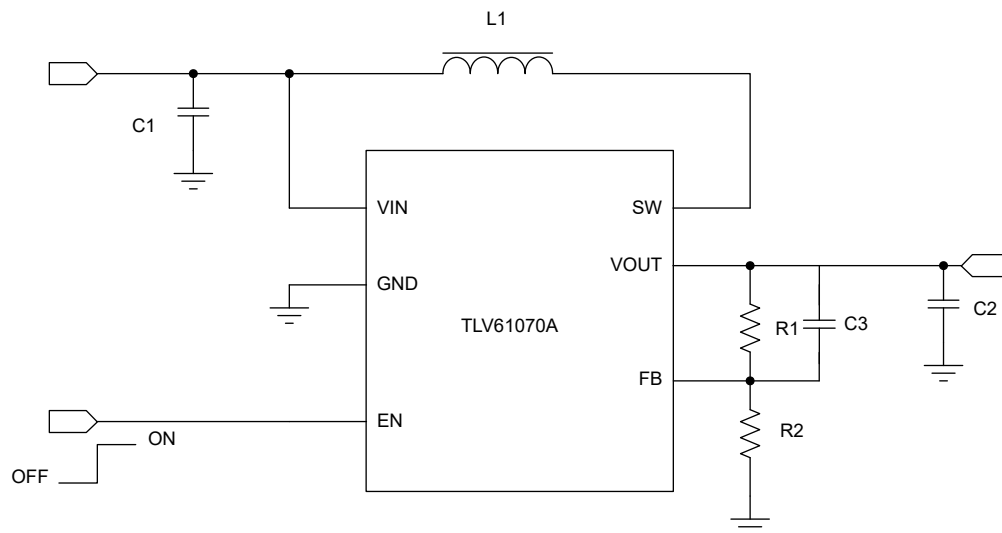 L1
C1
VIN
SW
VOUT
GND
TLV61070A
R1
C3
C2
FB
EN
R2
ON
OFF